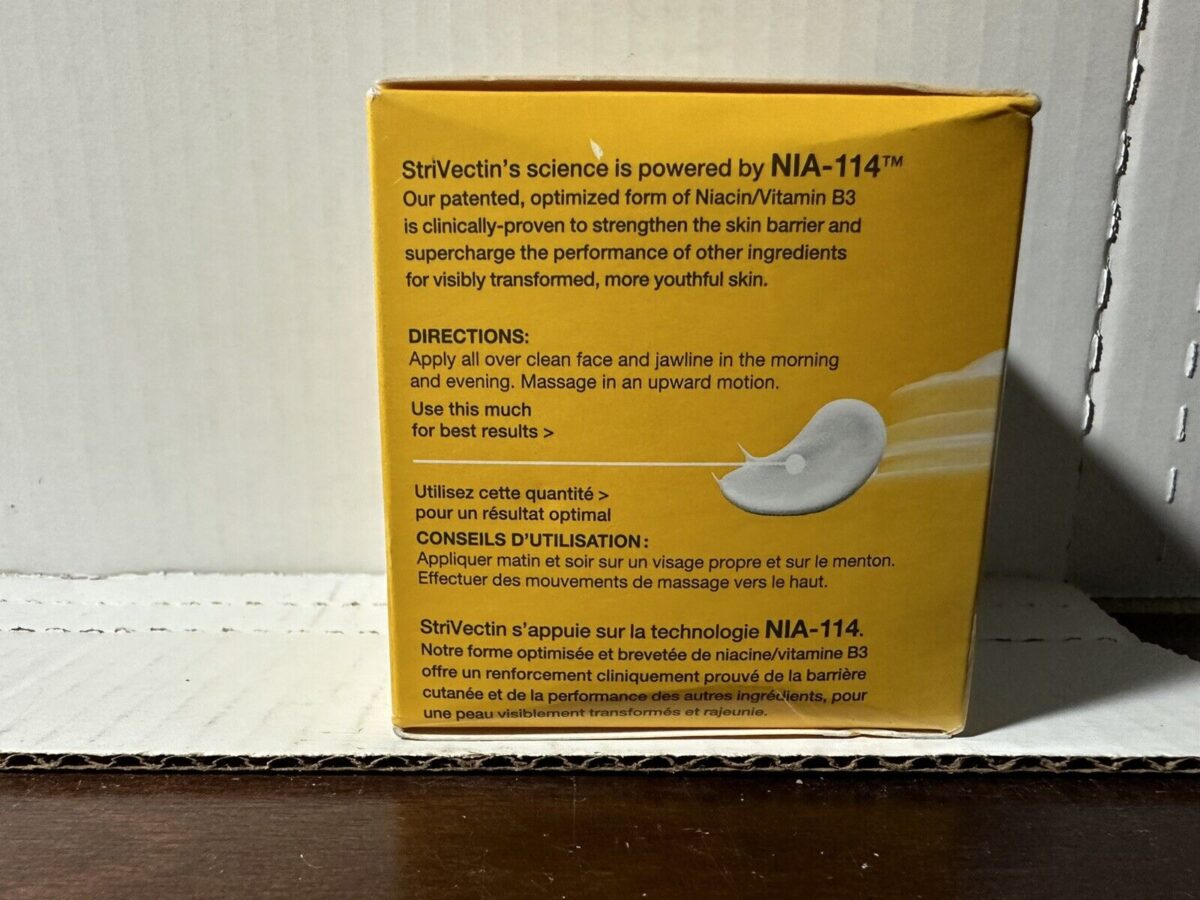 StriVectin's science is powered by NIA-114™
Our patented, optimized form of Niacin/Vitamin B3
is clinically-proven to strengthen the skin barrier and
supercharge the performance of other ingredients
for visibly transformed, more youthful skin.
DIRECTIONS:
Apply all over clean face and jawline in the morning
and evening. Massage in an upward motion.
Use this much
for best results >
Utilisez cette quantité >
pour un résultat optimal
CONSEILS D'UTILISATION :
Appliquer matin et soir sur un visage propre et sur le menton.
Effectuer des mouvements de massage vers le haut.
StriVectin s'appuie sur la technologie NIA-114.
Notre forme optimisée et brevetée de niacine/vitamine B3
offre un renforcement cliniquement prouvé de la barrière
cutanée et de la performance des autres ingrédients, pour
une peau visiblement transformés et rajeunie.